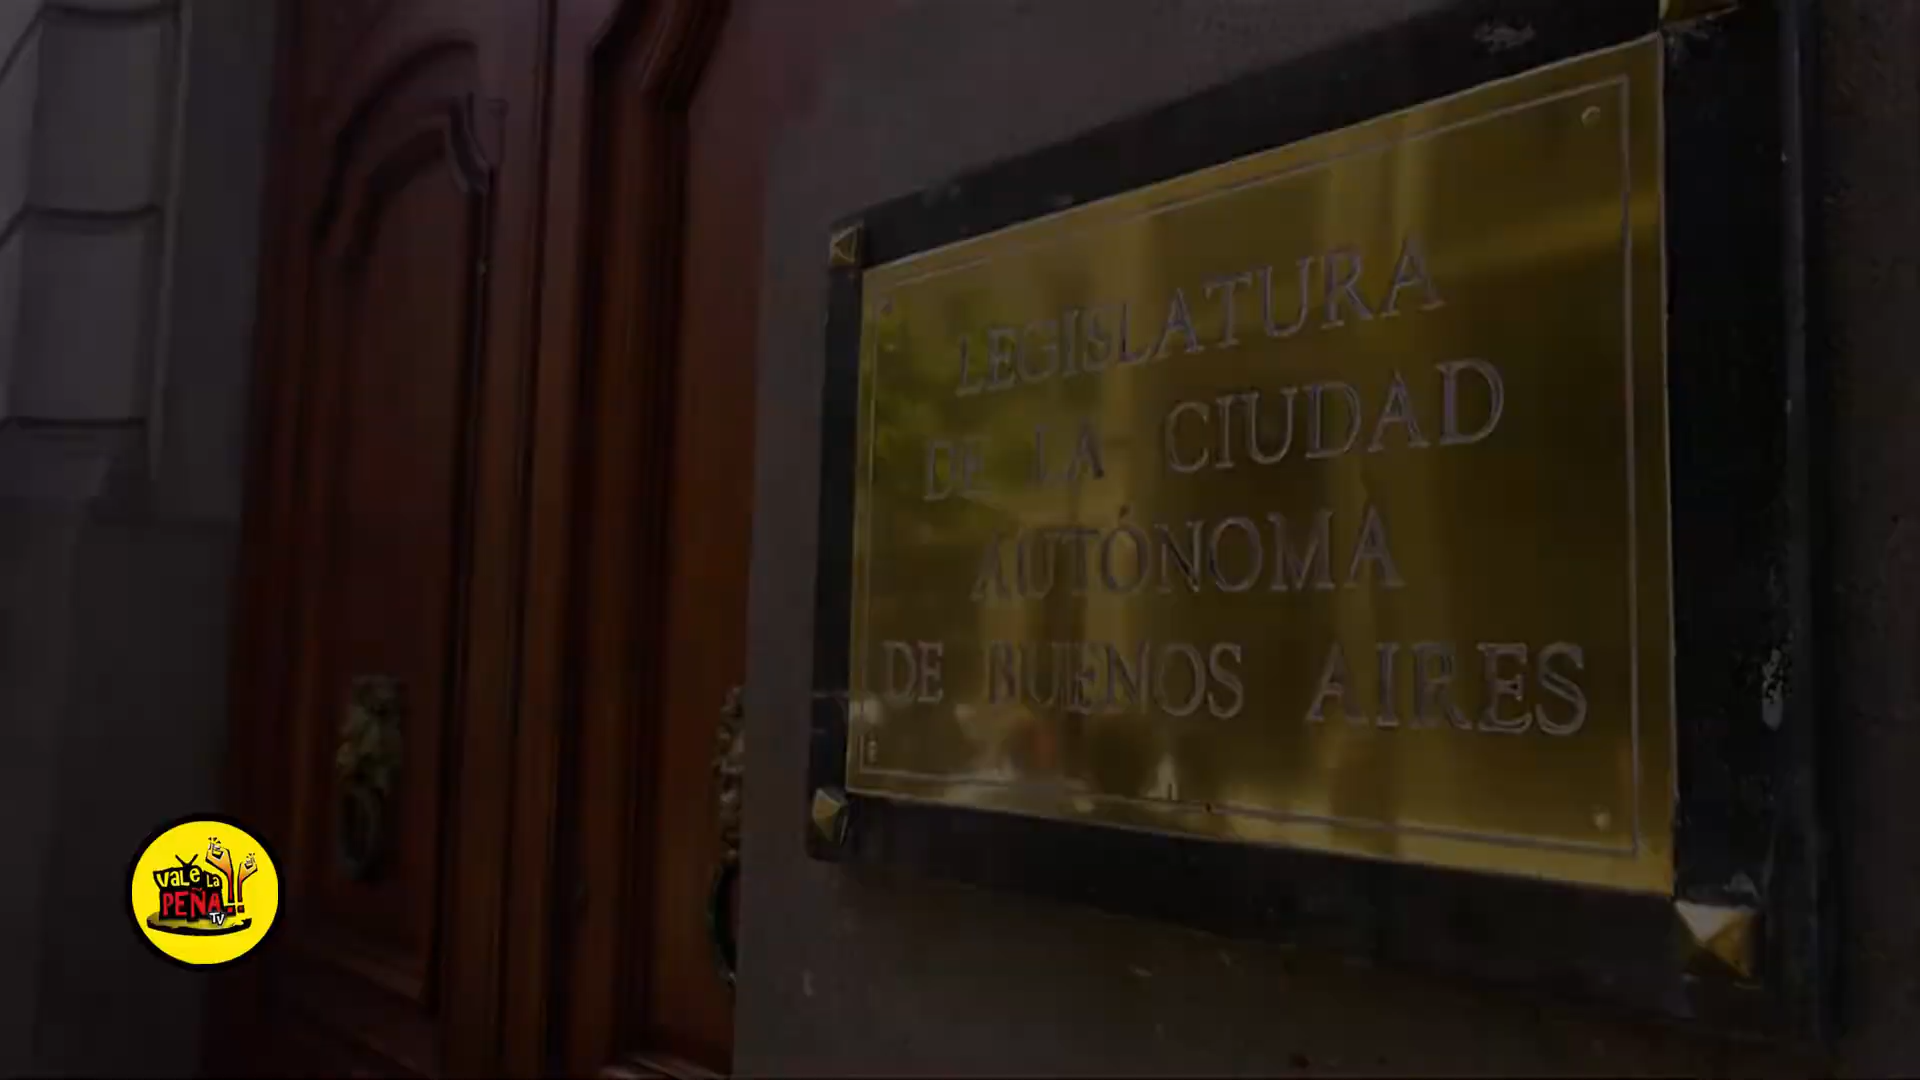 LEGISLATURA
DE LA CIUDAD
AUTÓNOMA
DE BUENOS AIRES
VALE LA
PEÑA!!
TV